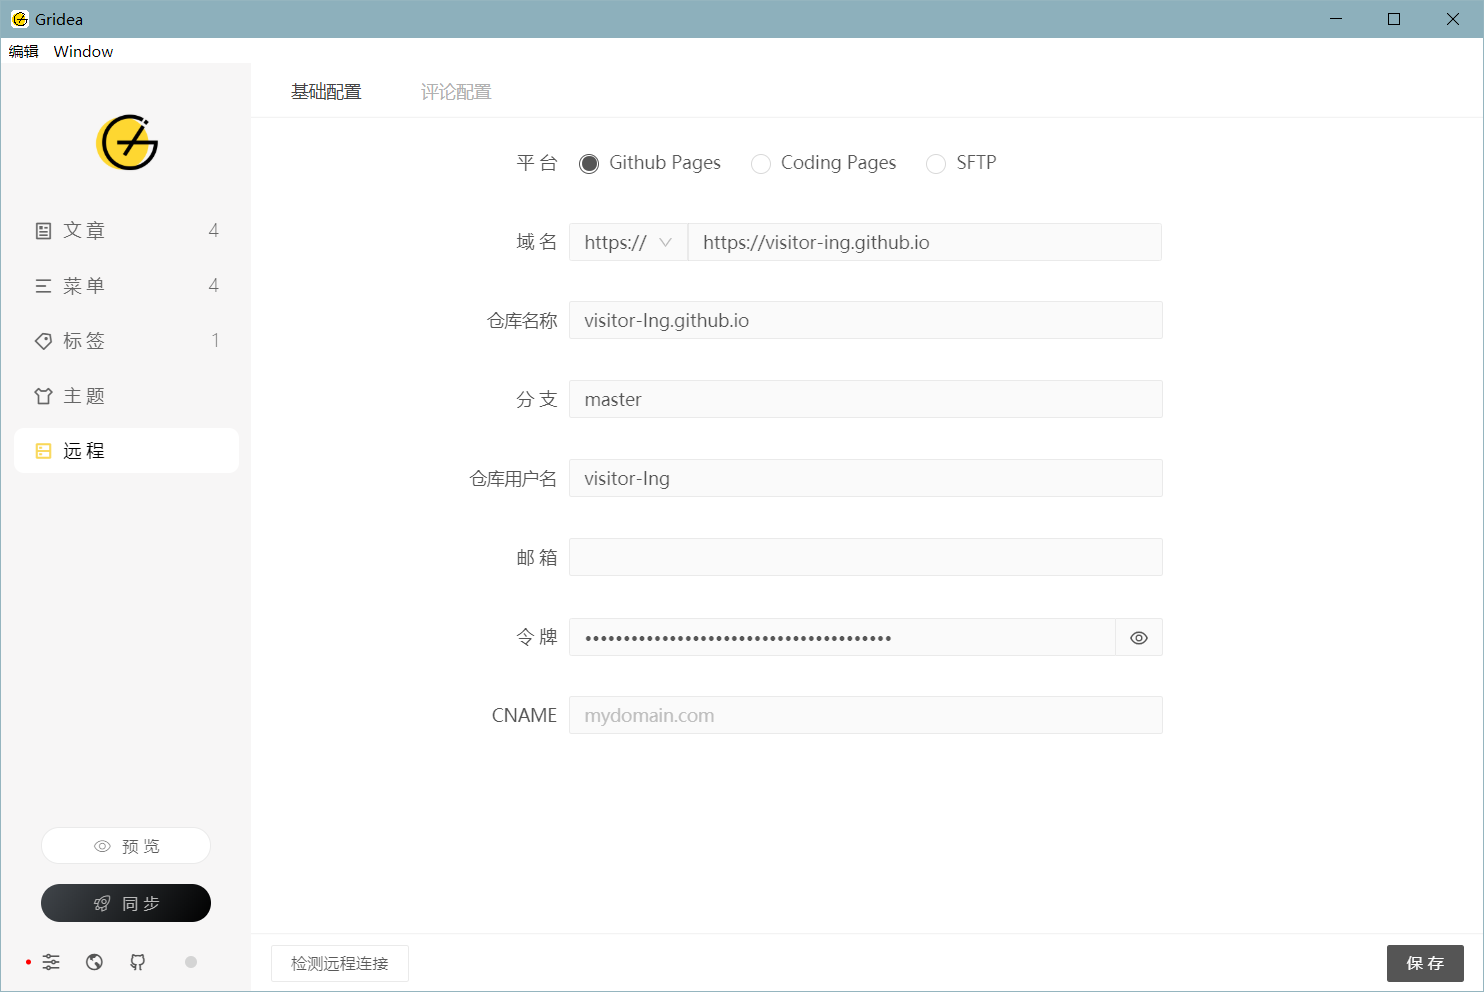 Gridea
编辑 Window
基础配置 评论配置
平台 Github Pages Coding Pages SFTP
文章 4
域名 https:// https://visitor-ing.github.io
菜单 4
仓库名称 visitor-Ing.github.io
标签 1
主题
分支 master
远程
仓库用户名 visitor-Ing
邮箱
令牌 ••••••••••••••••••••••••••••••••••••••••
CNAME mydomain.com
预览
同步
检测远程连接 保存